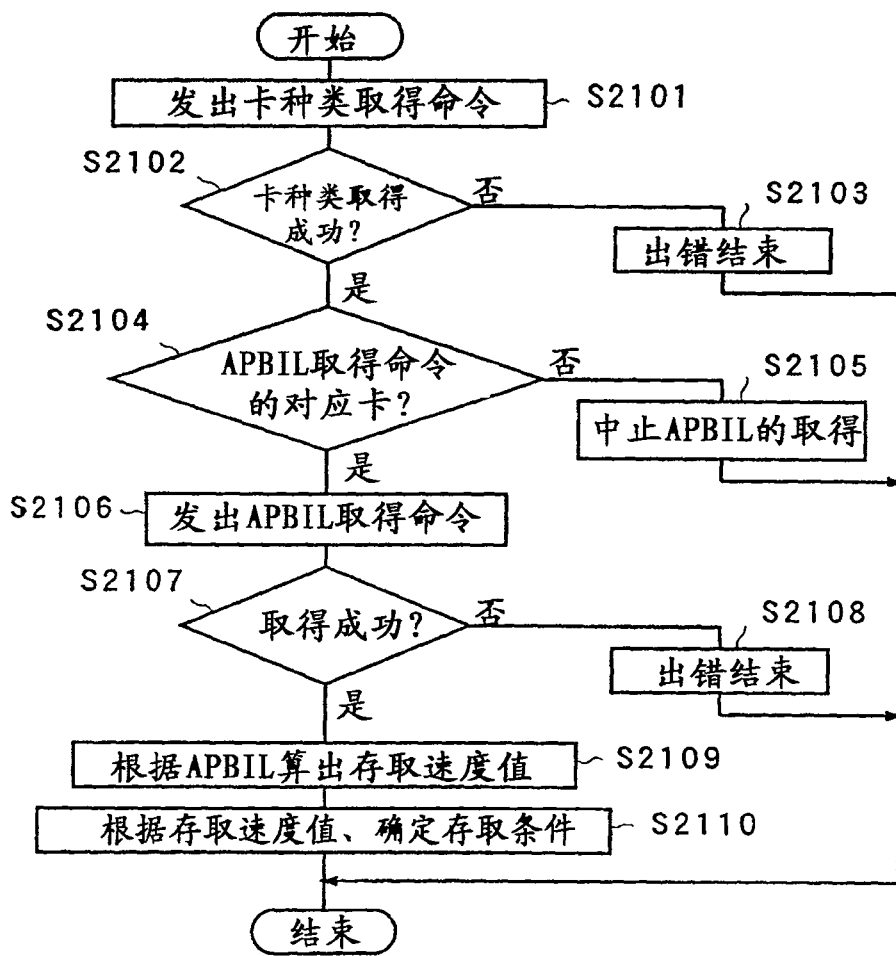 开始
发出卡种类取得命令
S2101
S2102
卡种类取得
成功?
否
S2103
出错结束
是
S2104
APBIL取得命令
的对应卡?
否
S2105
中止APBIL的取得
是
S2106
发出APBIL取得命令
S2107
取得成功?
否
S2108
出错结束
是
根据APBIL算出存取速度值
S2109
根据存取速度值、确定存取条件
S2110
结束